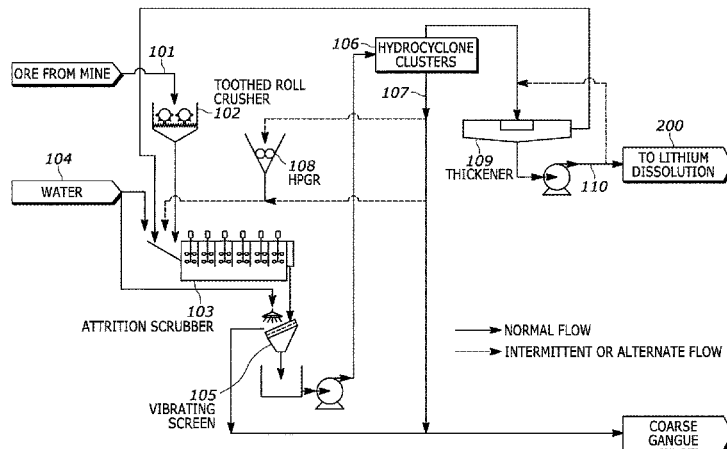 101
106
HYDROCYCLONE
CLUSTERS
ORE FROM MINE
TOOTHED ROLL
CRUSHER
102
107
200
TO LITHIUM
DISSOLUTION
104
WATER
108
HPGR
109
THICKENER
110
103
ATTRITION SCRUBBER
NORMAL FLOW
INTERMITTENT OR ALTERNATE FLOW
105
VIBRATING
SCREEN
COARSE
GANGUE